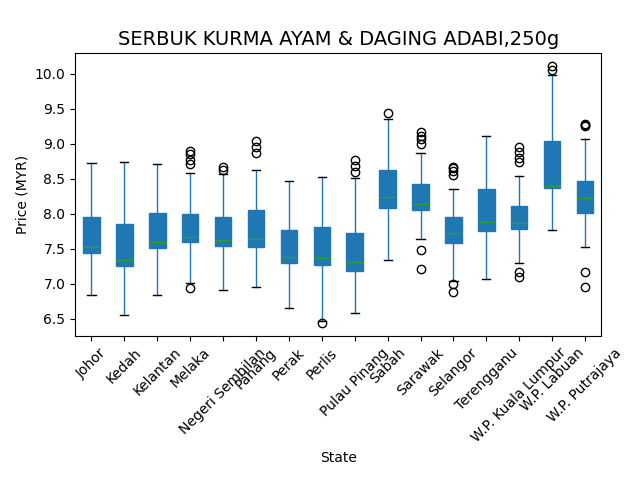 SERBUK KURMA AYAM & DAGING ADABI,250g
10.0
9.5
9.0
8.5
8.0
7.5
7.0
6.5
Price (MYR)
Johor
Kedah
Kelantan
Melaka
Negeri Sembilan
Pahang
Perak
Perlis
Pulau Pinang
Sabah
Sarawak
Selangor
Terengganu
W.P. Kuala Lumpur
W.P. Labuan
W.P. Putrajaya
State